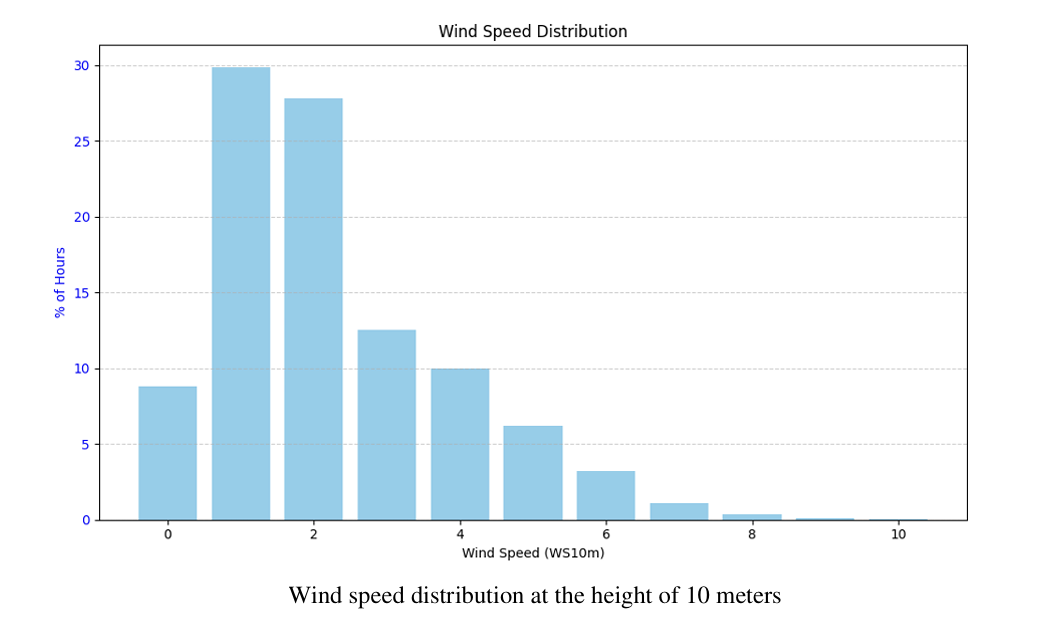 Wind Speed Distribution
30
25
20
15
10
5
0
% of Hours
0 2 4 6 8 10
Wind Speed (WS10m)
Wind speed distribution at the height of 10 meters